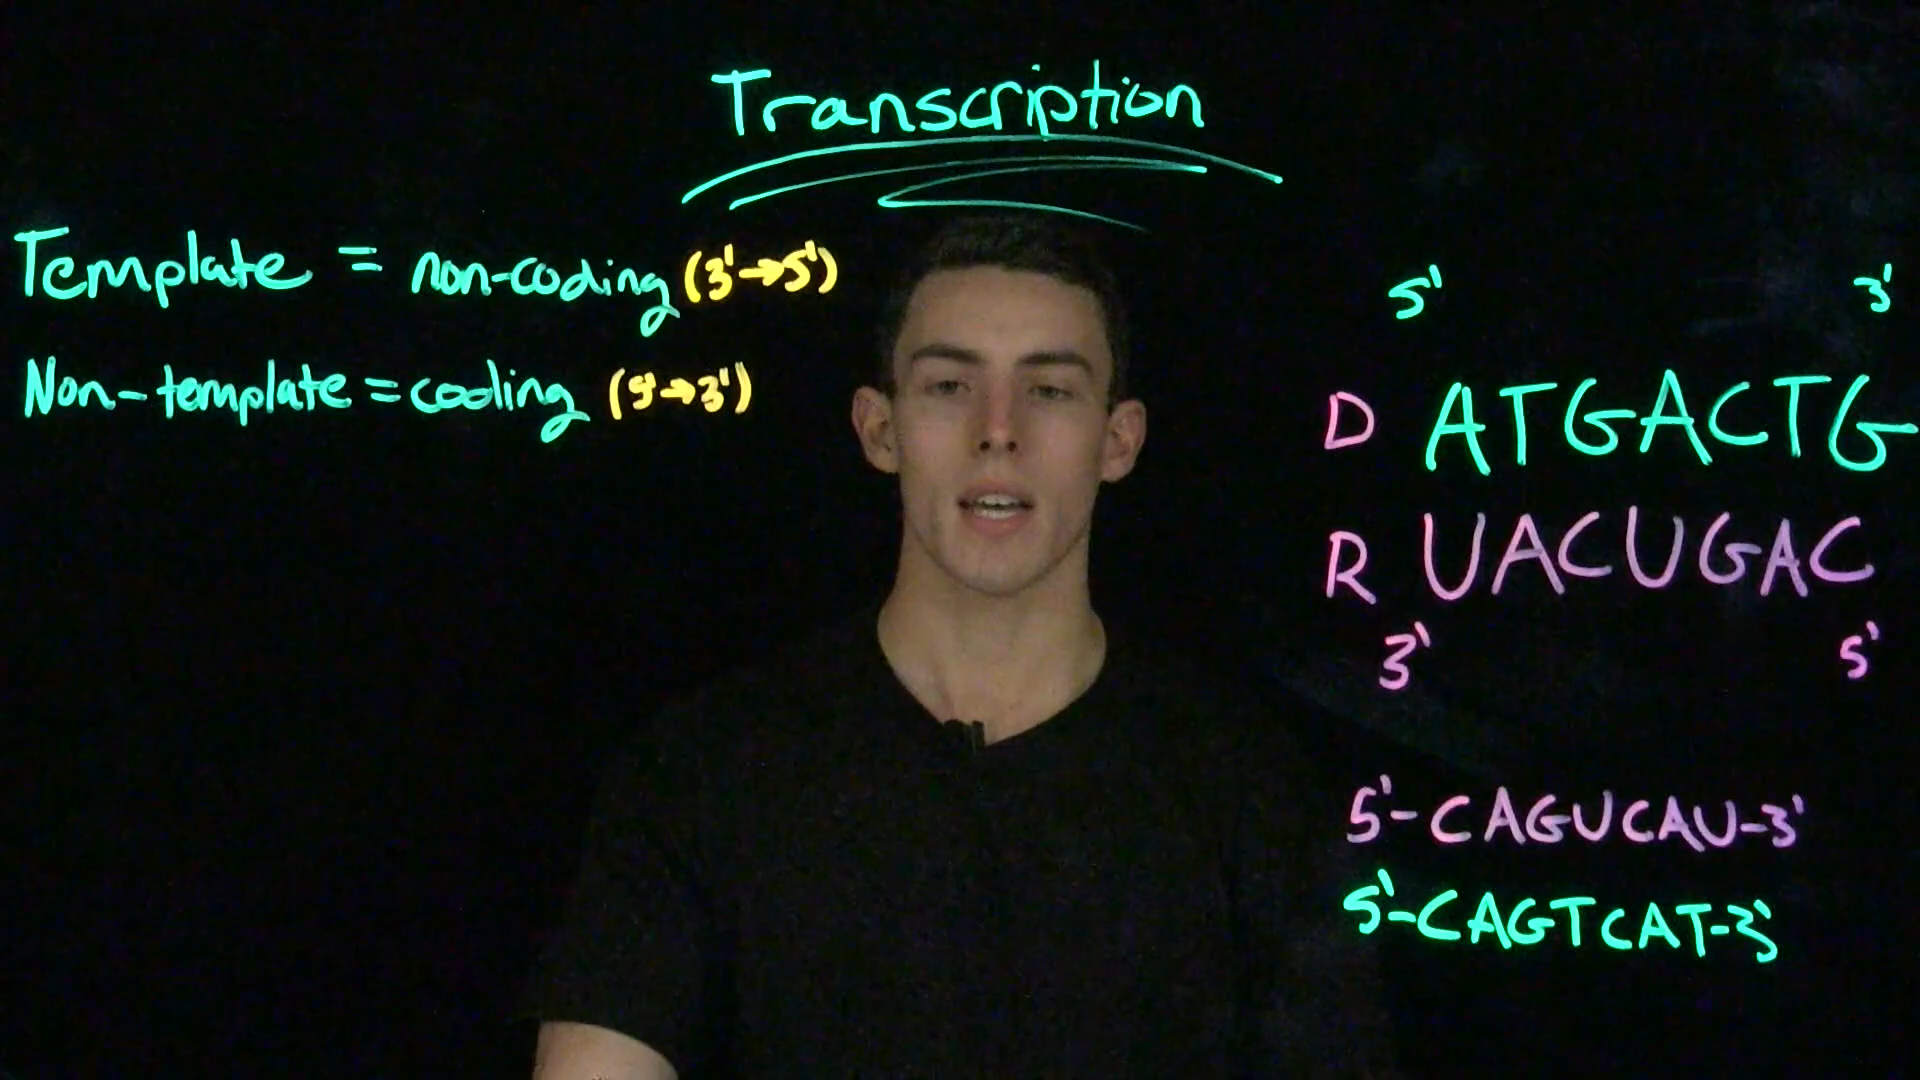 Transcription
Template = non-coding (3'→5')
Non-template = coding (5'→3')
5' 3'
D ATGACTG
R UACUGAC
3' 5'
5'-CAGUCAU-3'
5'-CAGTCAT-3'